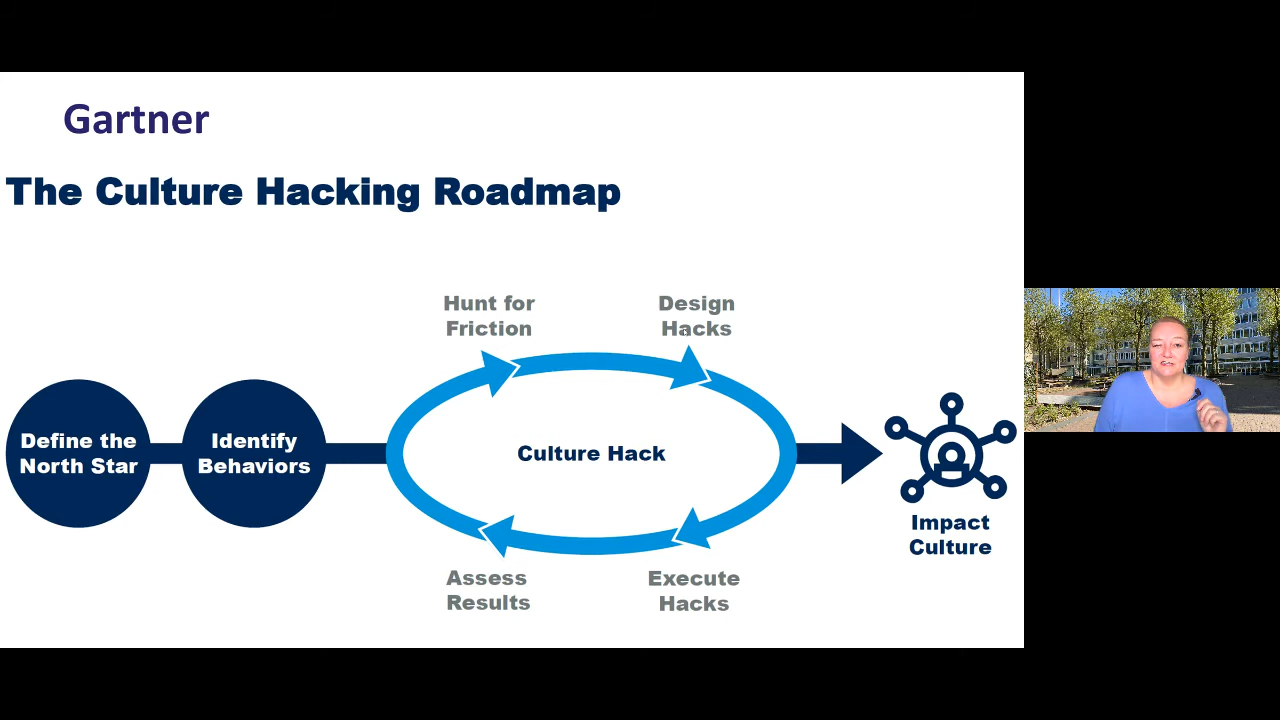 Gartner
The Culture Hacking Roadmap
Hunt for
Friction
Design
Hacks
Define the
North Star
Identify
Behaviors
Culture Hack
Impact
Culture
Assess
Results
Execute
Hacks